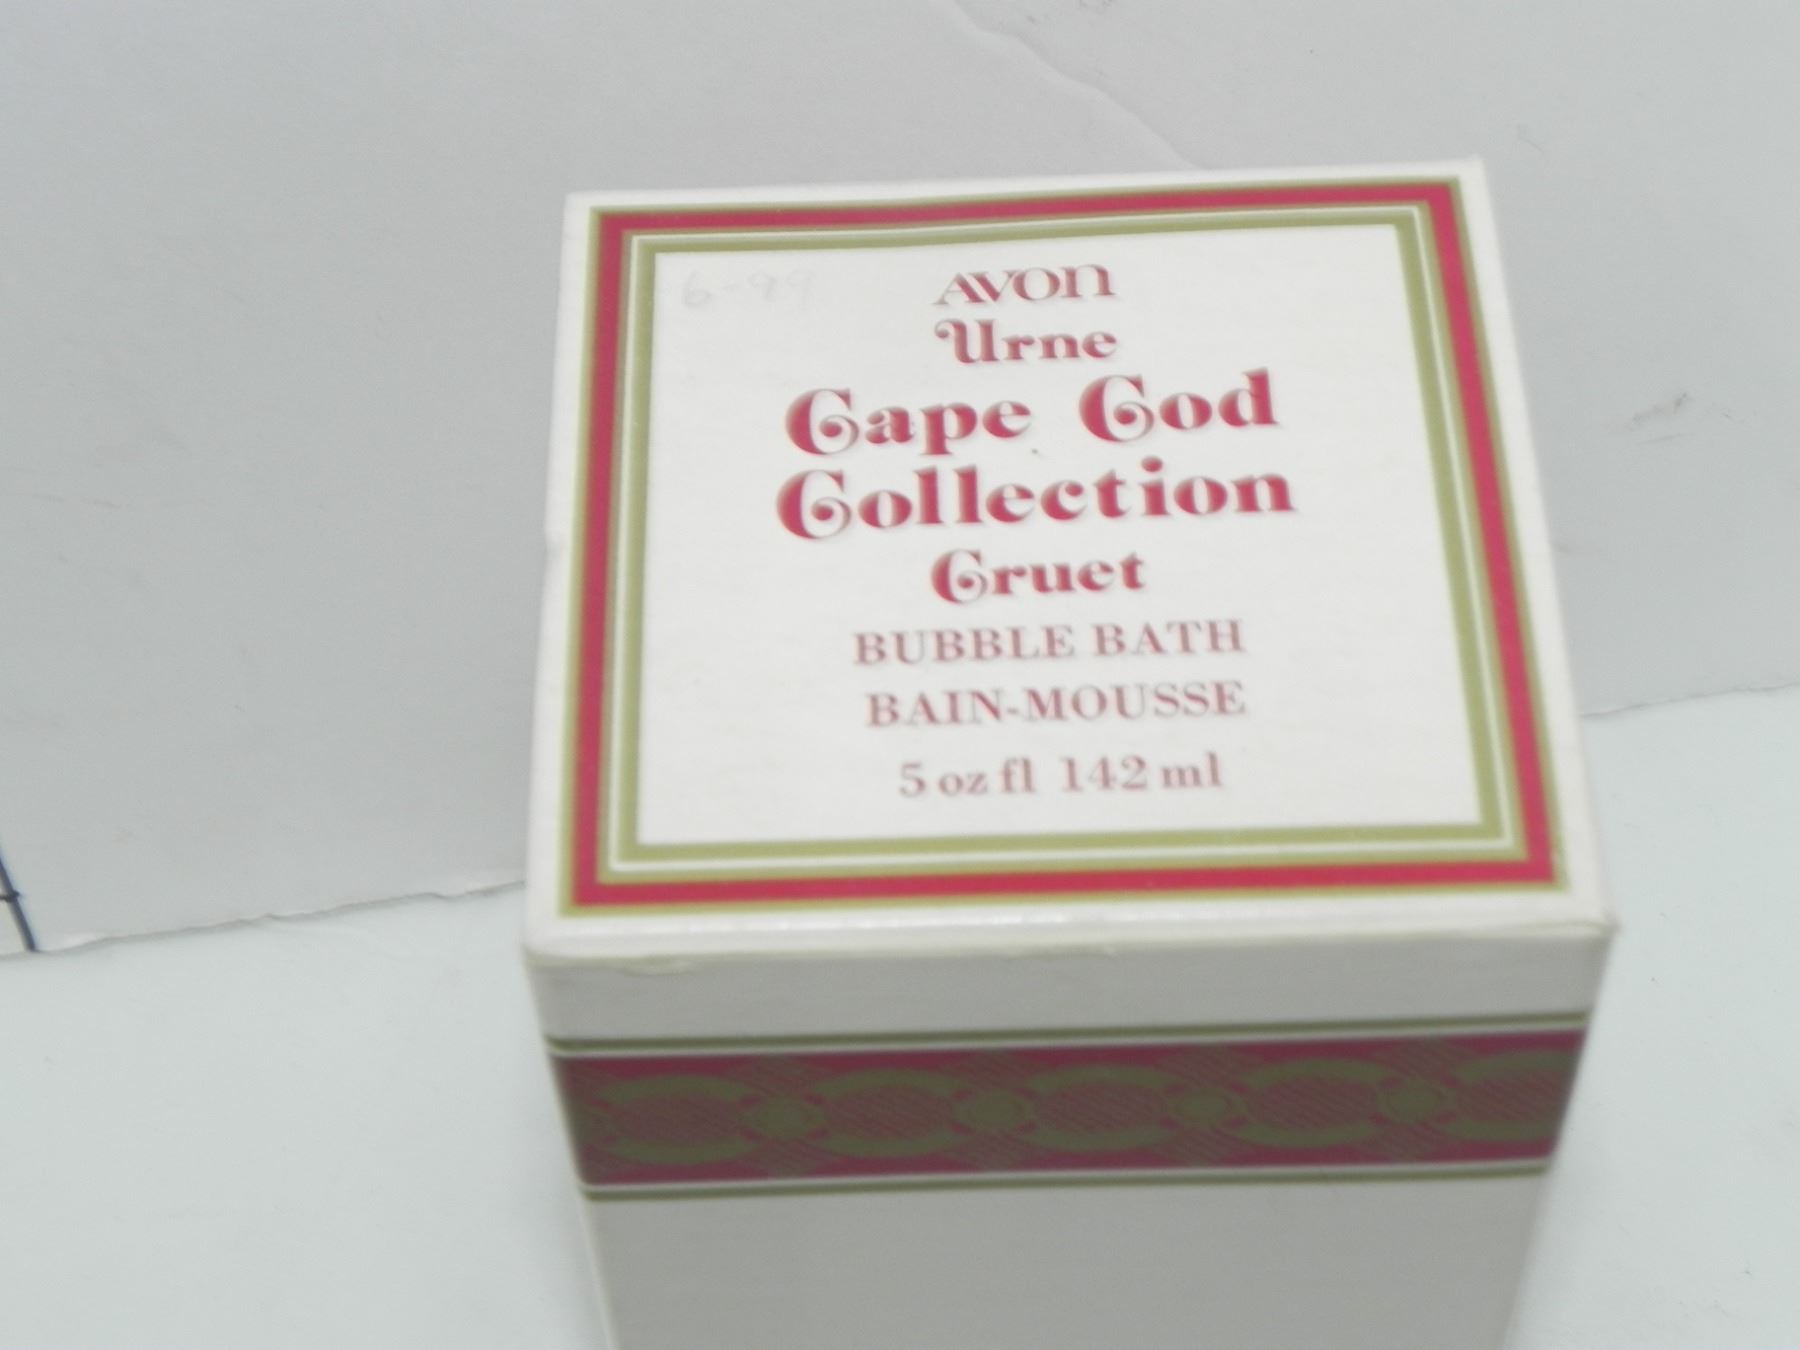 6-99
AVON
Urne
Cape Cod
Collection
Cruet
BUBBLE BATH
BAIN-MOUSSE
5 oz fl 142 ml